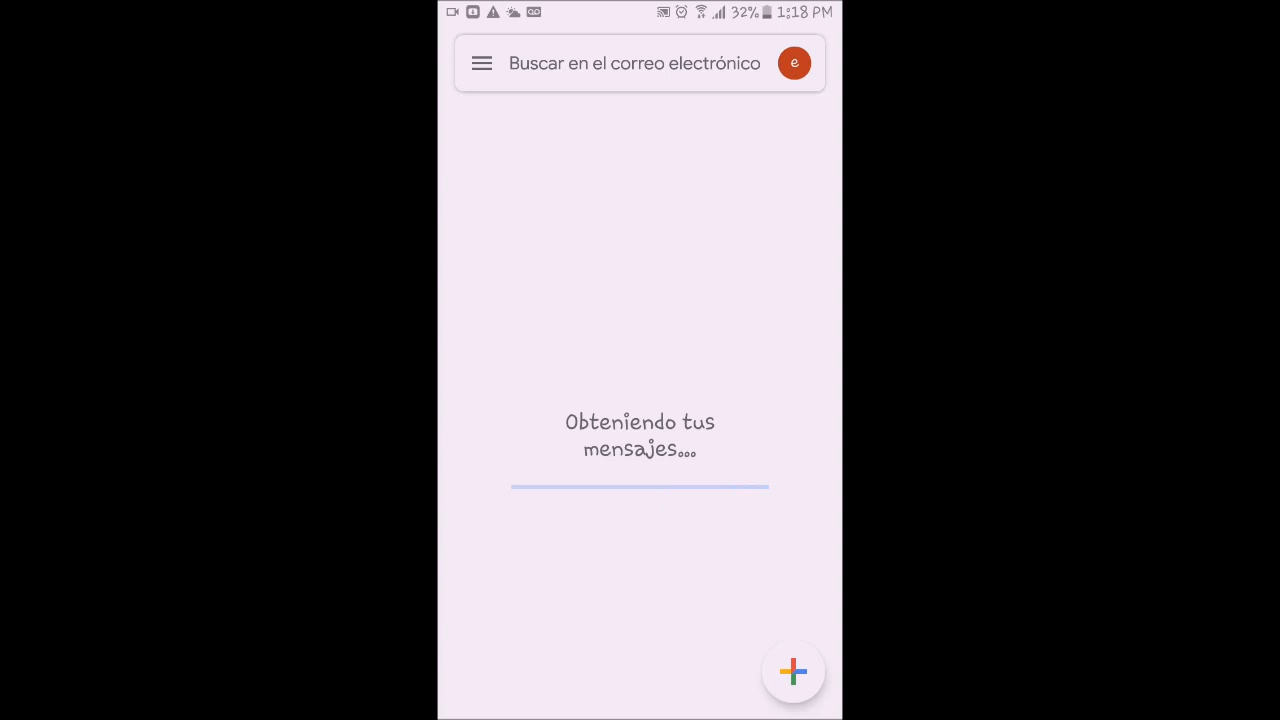 32% 1:18 PM
Buscar en el correo electrónico
e
Obteniendo tus
mensajes...